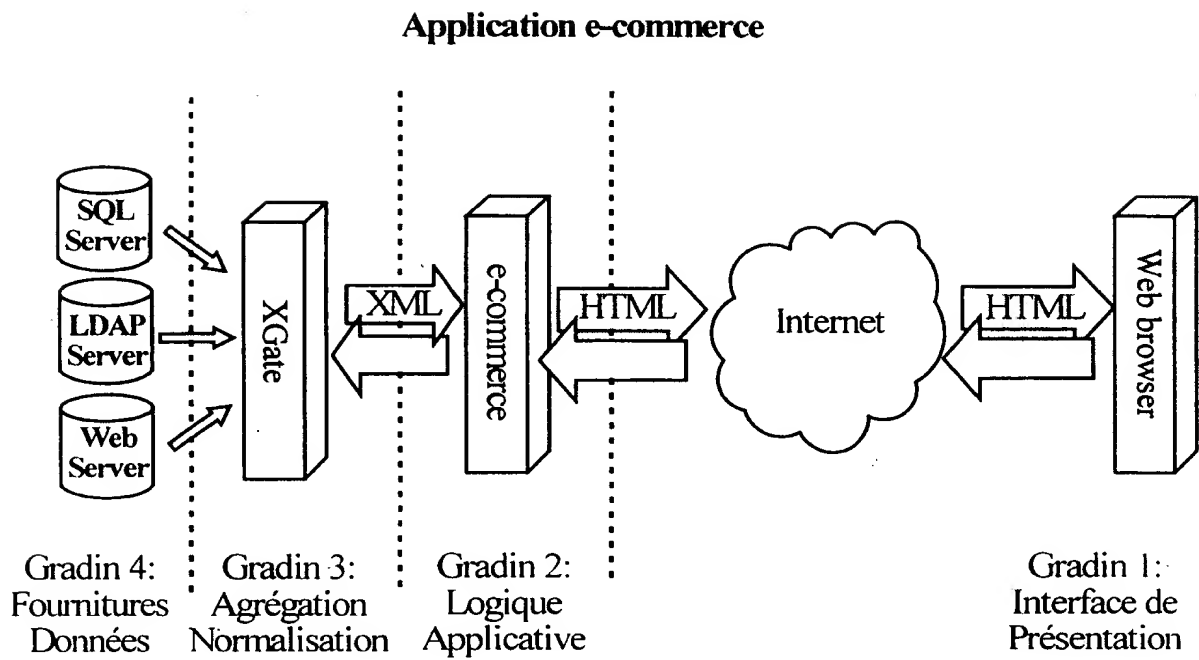 Application e-commerce
SQL
Server
LDAP
Server
Web
Server
XGate
XML
e-commerce
HTML
Internet
HTML
Web browser
Gradin 4:
Fournitures
Données
Gradin 3:
Agrégation
Normalisation
Gradin 2:
Logique
Applicative
Gradin 1:
Interface de
Présentation